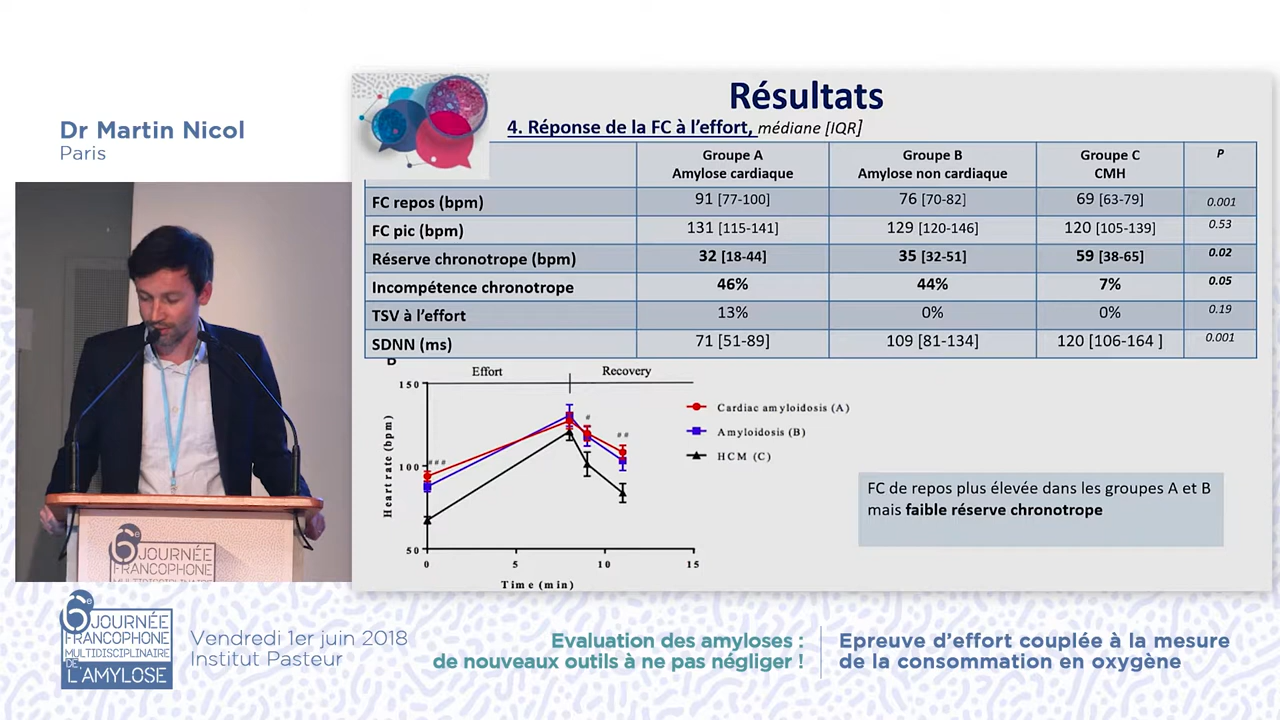 Dr Martin Nicol
Paris
Résultats
4. Réponse de la FC à l'effort, médiane [IQR]
Groupe A
Amylose cardiaque
Groupe B
Amylose non cardiaque
Groupe C
CMH
P
FC repos (bpm) 91 [77-100] 76 [70-82] 69 [63-79] 0.001
FC pic (bpm) 131 [115-141] 129 [120-146] 120 [105-139] 0.53
Réserve chronotrope (bpm) 32 [18-44] 35 [32-51] 59 [38-65] 0.02
Incompétence chronotrope 46% 44% 7% 0.05
TSV à l'effort 13% 0% 0% 0.19
SDNN (ms) 71 [51-89] 109 [81-134] 120 [106-164 ] 0.001
B
Effort Recovery
150
100
50
Heart rate (bpm)
###
#
##
0 5 10 15
Time (min)
Cardiac amyloidosis (A)
Amyloidosis (B)
HCM (C)
FC de repos plus élevée dans les groupes A et B
mais faible réserve chronotrope
6e
JOURNÉE
FRANCOPHONE
MULTIDISCIPLINAIRE
6e
JOURNÉE
FRANCOPHONE
MULTIDISCIPLINAIRE
DE
L'AMYLOSE
Vendredi 1er juin 2018
Institut Pasteur
Evaluation des amyloses :
de nouveaux outils à ne pas négliger !
Epreuve d'effort couplée à la mesure
de la consommation en oxygène